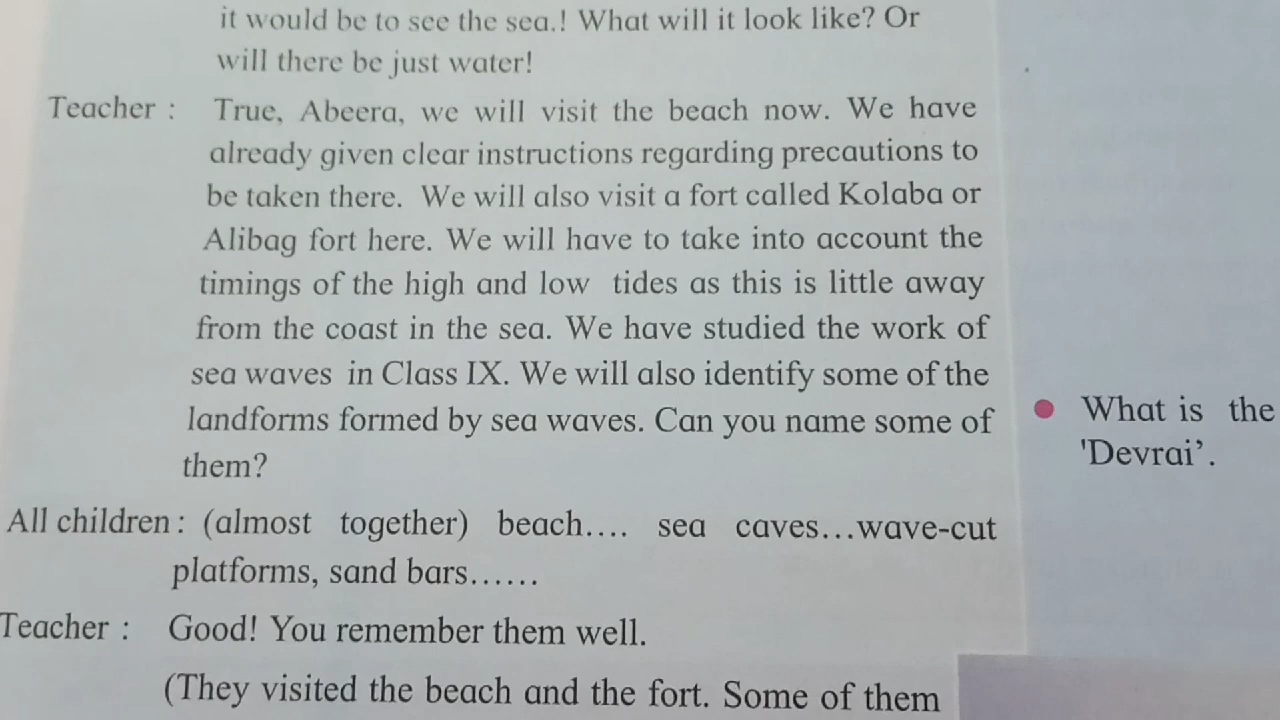 it would be to see the sea.! What will it look like? Or
will there be just water!
Teacher : True, Abeera, we will visit the beach now. We have
already given clear instructions regarding precautions to
be taken there. We will also visit a fort called Kolaba or
Alibag fort here. We will have to take into account the
timings of the high and low tides as this is little away
from the coast in the sea. We have studied the work of
sea waves in Class IX. We will also identify some of the
landforms formed by sea waves. Can you name some of
them?
All children : (almost together) beach.... sea caves...wave-cut
platforms, sand bars......
Teacher : Good! You remember them well.
(They visited the beach and the fort. Some of them
● What is the
'Devrai’.